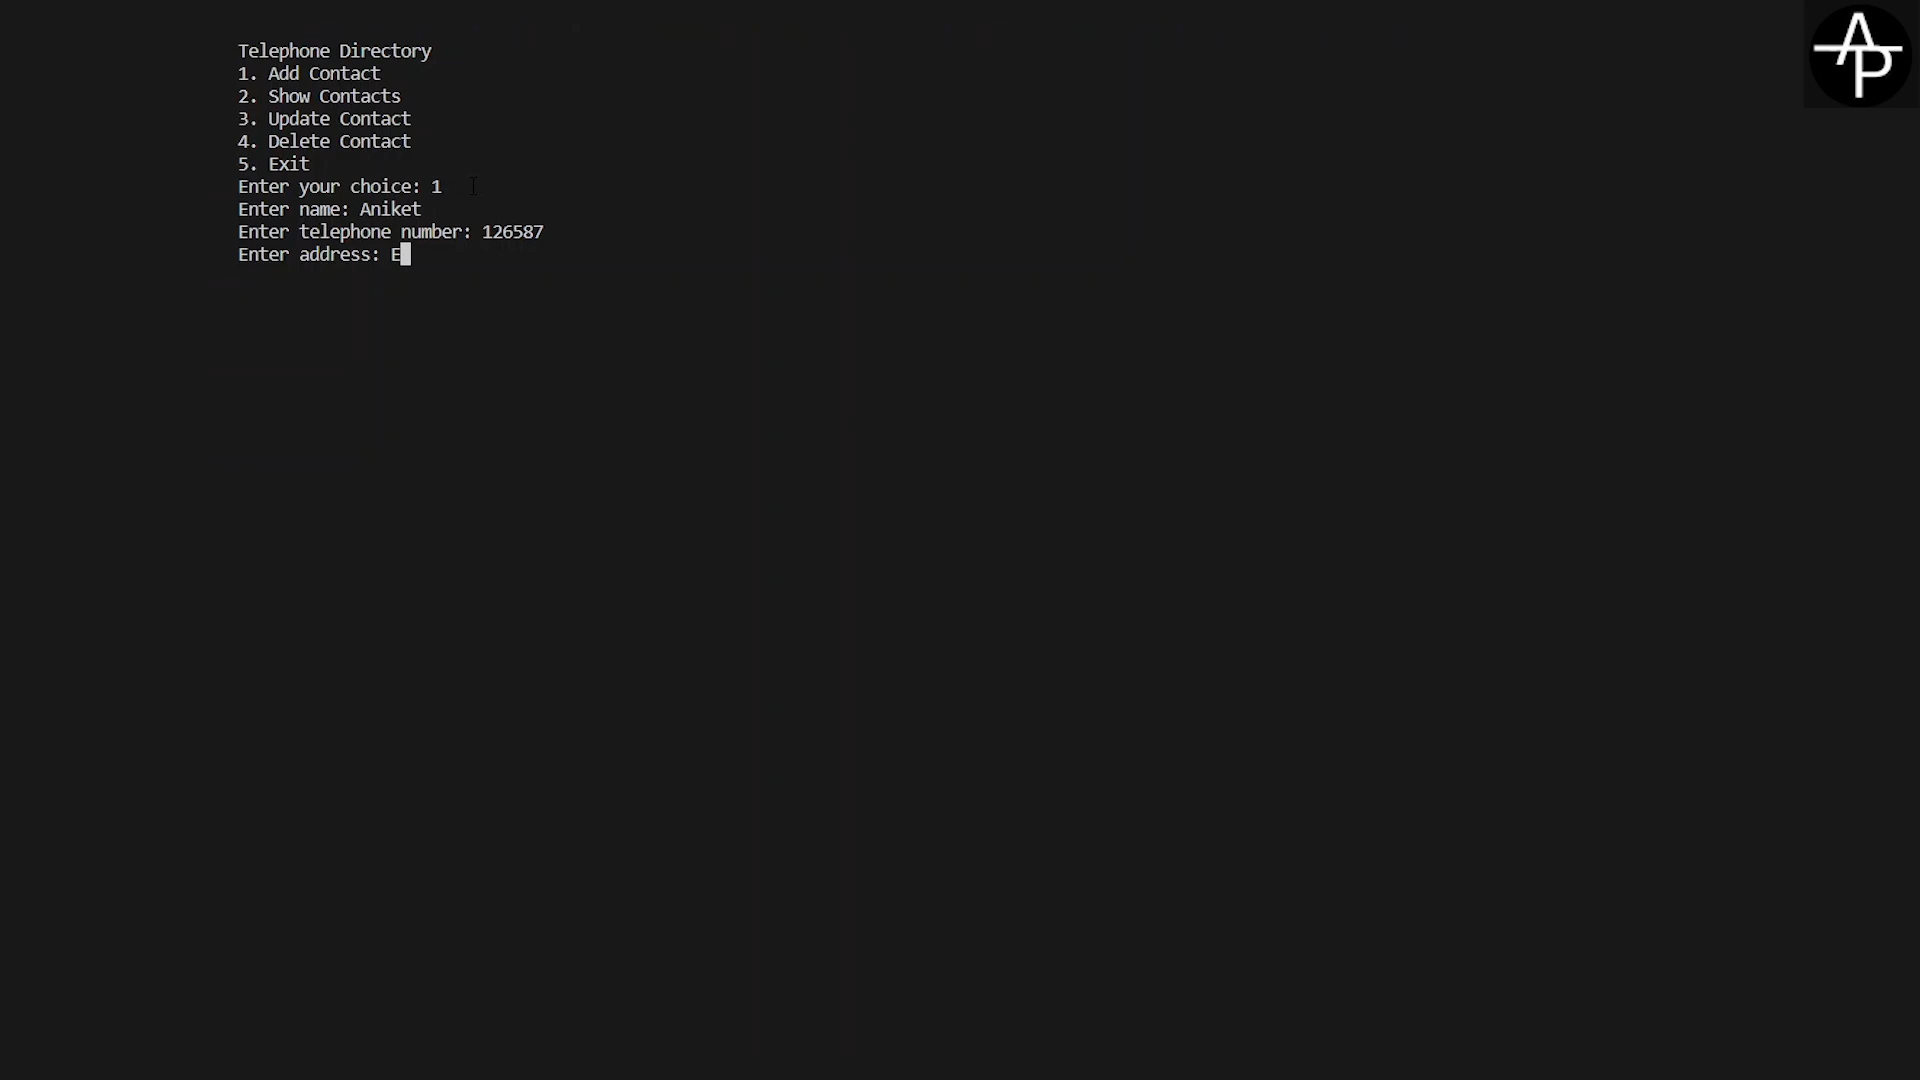 Telephone Directory
1. Add Contact
2. Show Contacts
3. Update Contact
4. Delete Contact
5. Exit
Enter your choice: 1
Enter name: Aniket
Enter telephone number: 126587
Enter address: E
AP